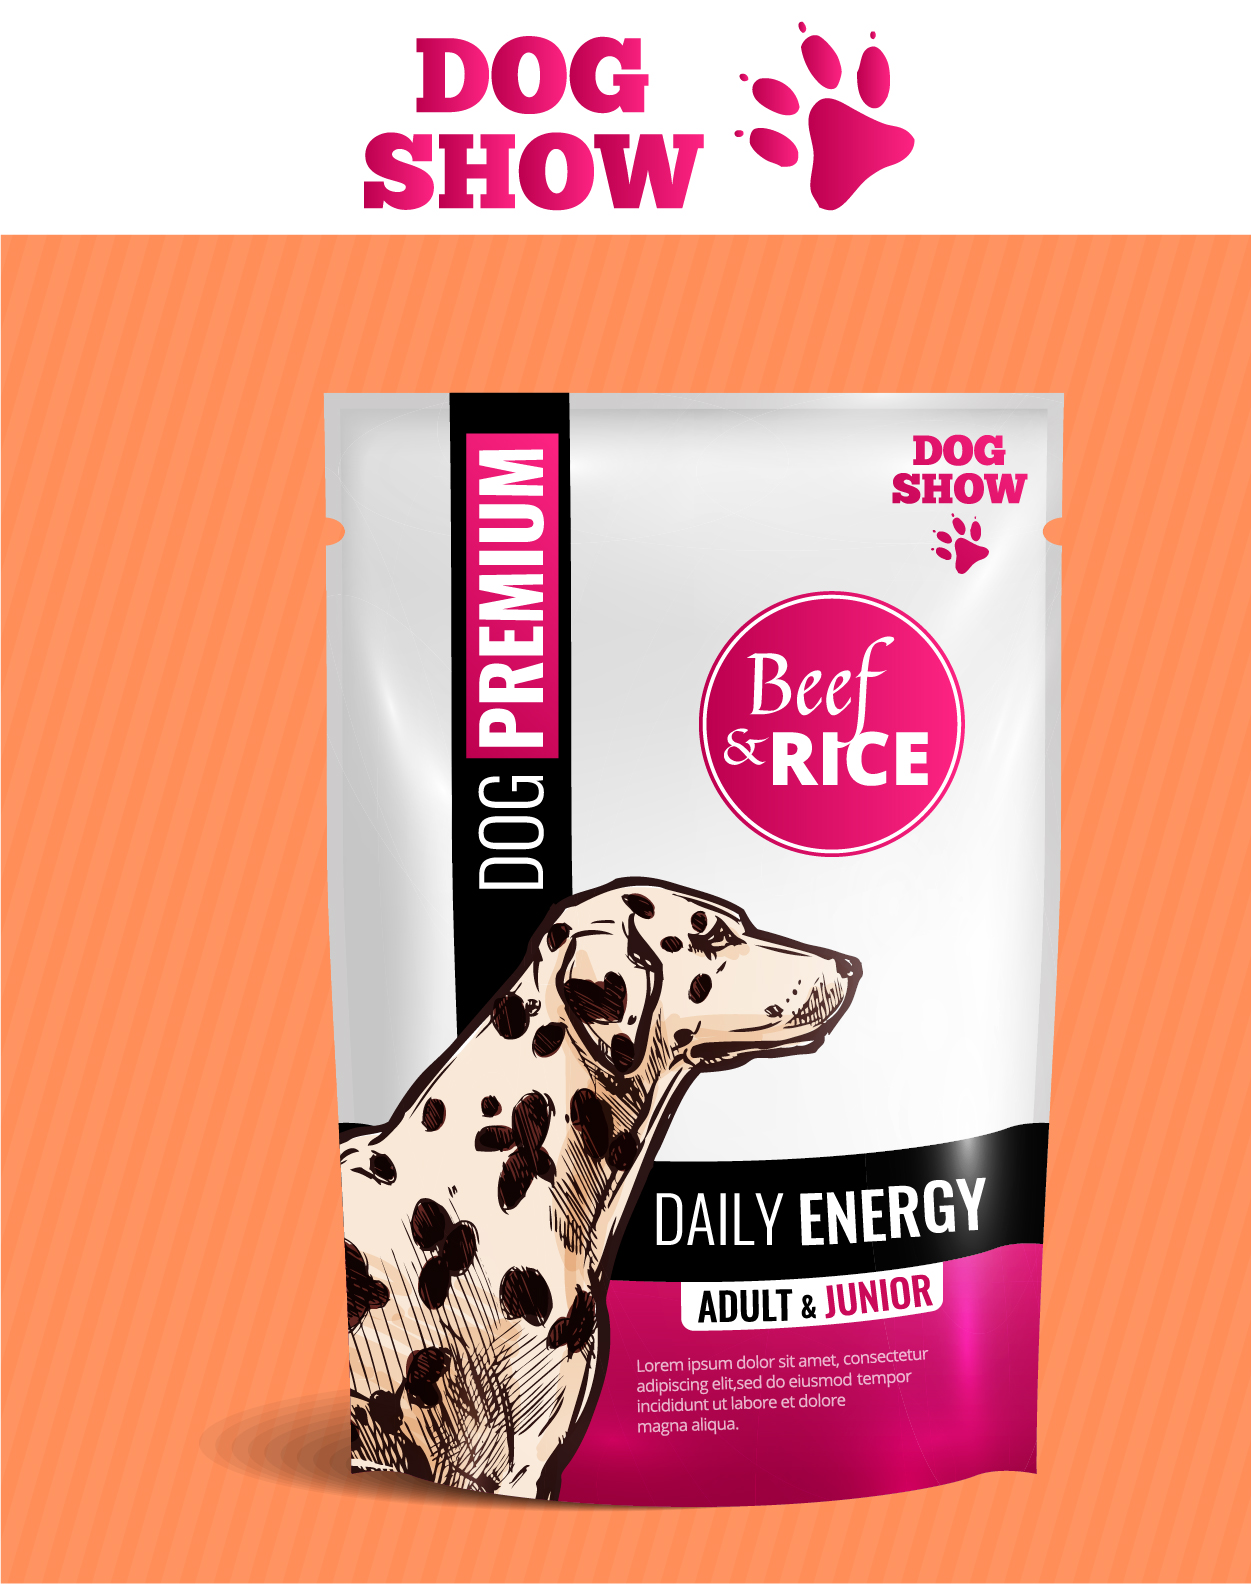 DOG
SHOW
DOG PREMIUM
DOG
SHOW
Beef
& RICE
DAILY ENERGY
ADULT & JUNIOR
Lorem ipsum dolor sit amet, consectetur
adipiscing elit,sed do eiusmod tempor
incididunt ut labore et dolore
magna aliqua.